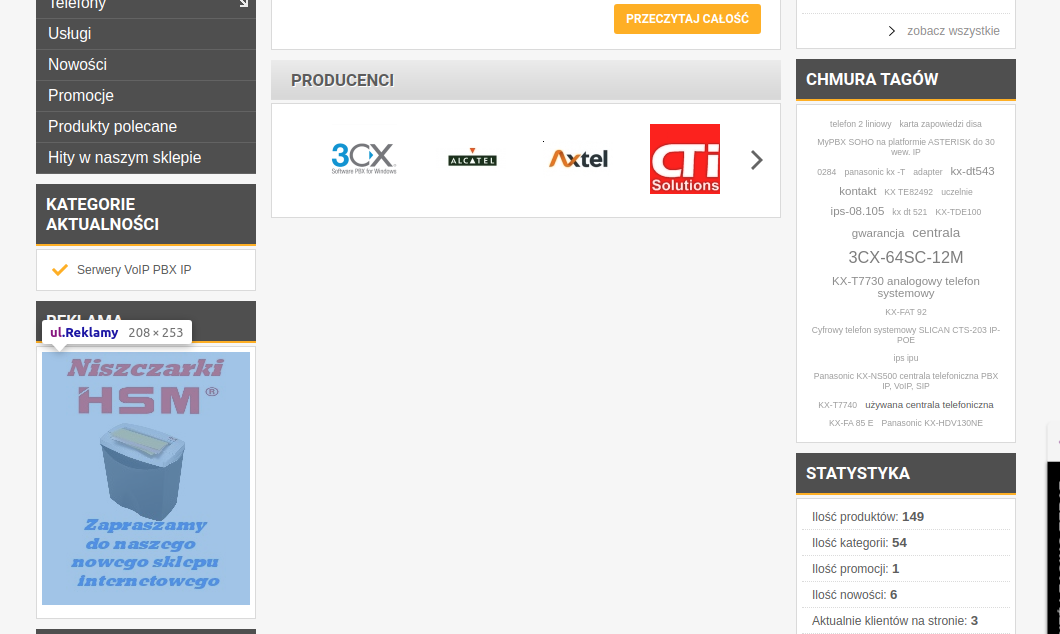 Telefony
Usługi
Nowości
Promocje
Produkty polecane
Hity w naszym sklepie
KATEGORIE
AKTUALNOŚCI
Serwery VoIP PBX IP
REKLAMA
ul.Reklamy 208 × 253
Niszczarki
HSM®
Zapraszamy
do naszego
nowego sklepu
internetowego
PRZECZYTAJ CAŁOŚĆ
PRODUCENCI
3CX
Software PBX for Windows
ALCATEL
Axtel
CTi
Solutions
zobacz wszystkie
CHMURA TAGÓW
telefon 2 liniowy karta zapowiedzi disa
MyPBX SOHO na platformie ASTERISK do 30
wew. IP
0284 panasonic kx -T adapter kx-dt543
kontakt KX TE82492 uczelnie
ips-08.105 kx dt 521 KX-TDE100
gwarancja centrala
3CX-64SC-12M
KX-T7730 analogowy telefon
systemowy
KX-FAT 92
Cyfrowy telefon systemowy SLICAN CTS-203 IP-
POE
ips ipu
Panasonic KX-NS500 centrala telefoniczna PBX
IP, VoIP, SIP
KX-T7740 używana centrala telefoniczna
KX-FA 85 E Panasonic KX-HDV130NE
STATYSTYKA
Ilość produktów: 149
Ilość kategorii: 54
Ilość promocji: 1
Ilość nowości: 6
Aktualnie klientów na stronie: 3